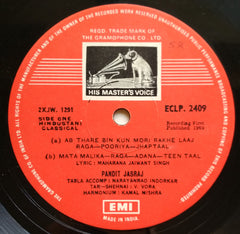 REGD. TRADE MARK OF
THE GRAMOPHONE CO. LTD.
HIS MASTER'S VOICE
2XJW. 1291
SIDE ONE
HINDUSTANI
CLASSICAL
ECLP. 2409
Recording First
Published 1969
(a) AB THARE BIN KUN MORI RAKHE LAAJ
RAGA—POORIYA—JHAPTAAL
(b) MATA MALIKA—RAGA—ADANA—TEEN TAAL
LYRIC: MAHARNAA JAIWANT SINGH
PANDIT JASRAJ
TABLA ACCOMP: NARAYANRAO INDORKAR
TAR—SHEHNAI: V. VORA
HARMONIUM: KAMAL MISHRA
EMI
MADE IN INDIA